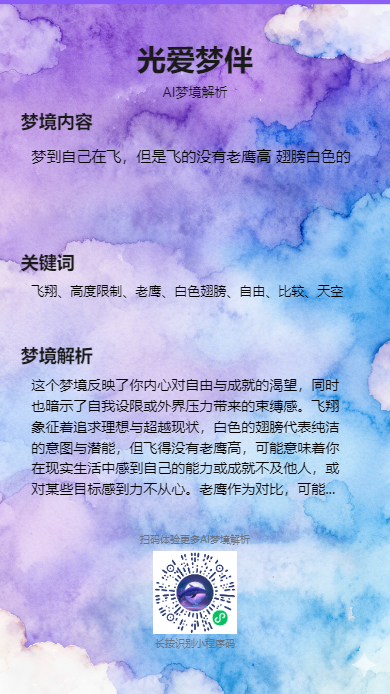 光爱梦伴
AI梦境解析
梦境内容
梦到自己在飞，但是飞的没有老鹰高 翅膀白色的
关键词
飞翔、高度限制、老鹰、白色翅膀、自由、比较、天空
梦境解析
这个梦境反映了你内心对自由与成就的渴望，同时
也暗示了自我设限或外界压力带来的束缚感。飞翔
象征着追求理想与超越现状，白色的翅膀代表纯洁
的意图与潜能，但飞得没有老鹰高，可能意味着你
在现实生活中感到自己的能力或成就不及他人，或
对某些目标感到力不从心。老鹰作为对比，可能...
扫码体验更多AI梦境解析
长按识别小程序码